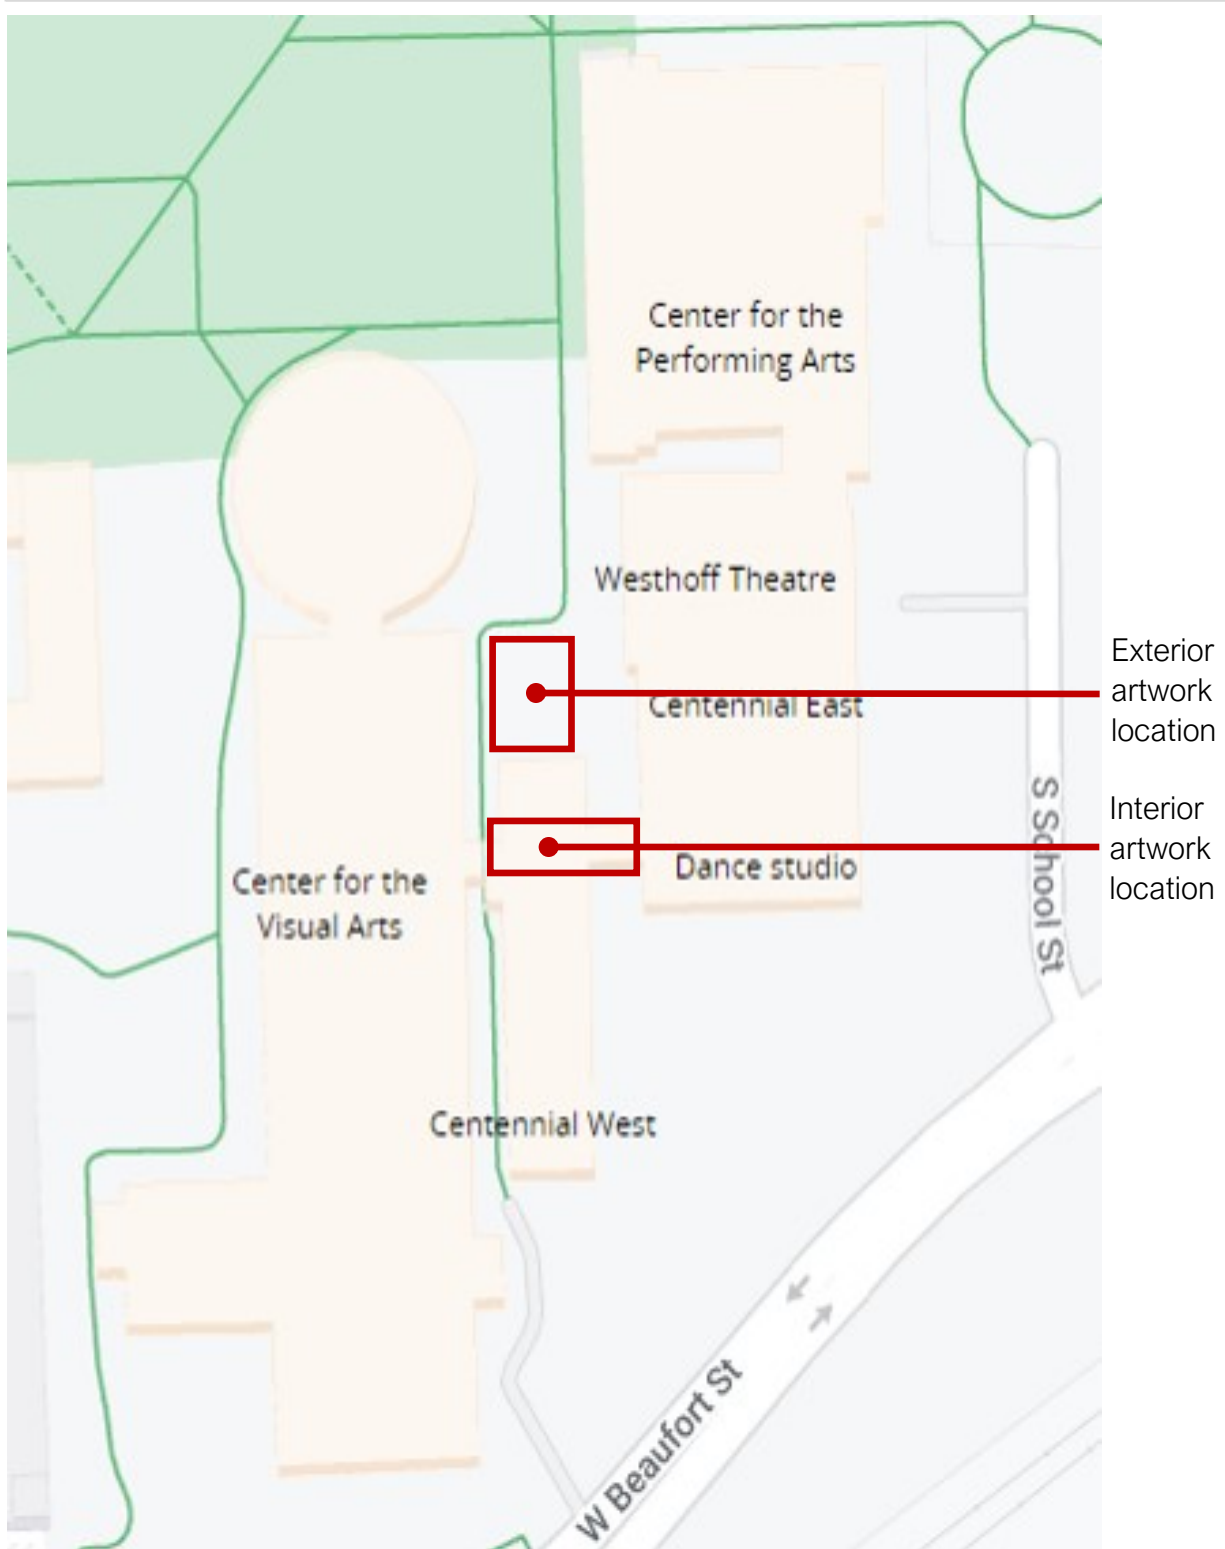 Center for the
Performing Arts
Westhoff Theatre
Exterior
artwork
location
Centennial East
S School St
Interior
artwork
location
Dance studio
Center for the
Visual Arts
Centennial West
W Beaufort St